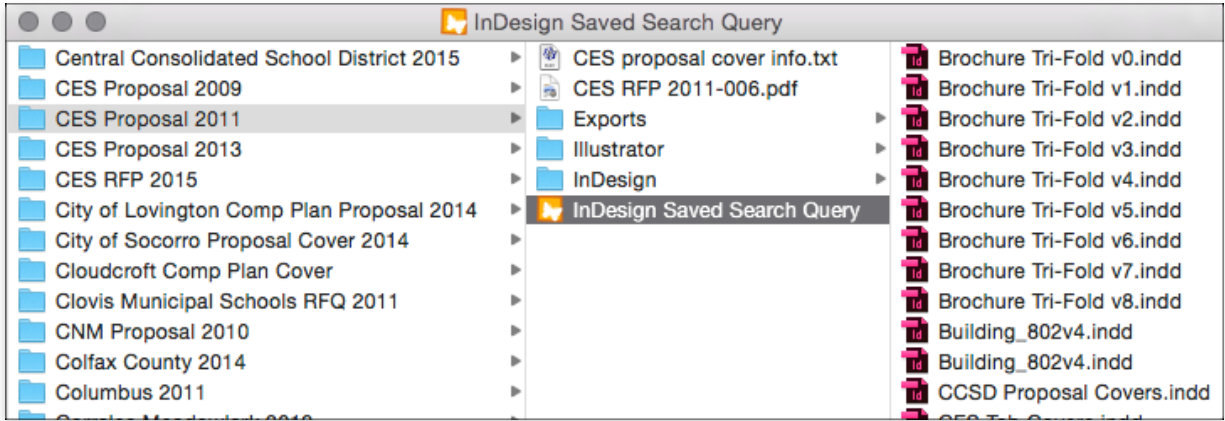 InDesign Saved Search Query
Central Consolidated School District 2015
CES Proposal 2009
CES Proposal 2011
CES Proposal 2013
CES RFP 2015
City of Lovington Comp Plan Proposal 2014
City of Socorro Proposal Cover 2014
Cloudcroft Comp Plan Cover
Clovis Municipal Schools RFQ 2011
CNM Proposal 2010
Colfax County 2014
Columbus 2011
CES proposal cover info.txt
CES RFP 2011-006.pdf
Exports
Illustrator
InDesign
InDesign Saved Search Query
Brochure Tri-Fold v0.indd
Brochure Tri-Fold v1.indd
Brochure Tri-Fold v2.indd
Brochure Tri-Fold v3.indd
Brochure Tri-Fold v4.indd
Brochure Tri-Fold v5.indd
Brochure Tri-Fold v6.indd
Brochure Tri-Fold v7.indd
Brochure Tri-Fold v8.indd
Building_802v4.indd
Building_802v4.indd
CCSD Proposal Covers.indd